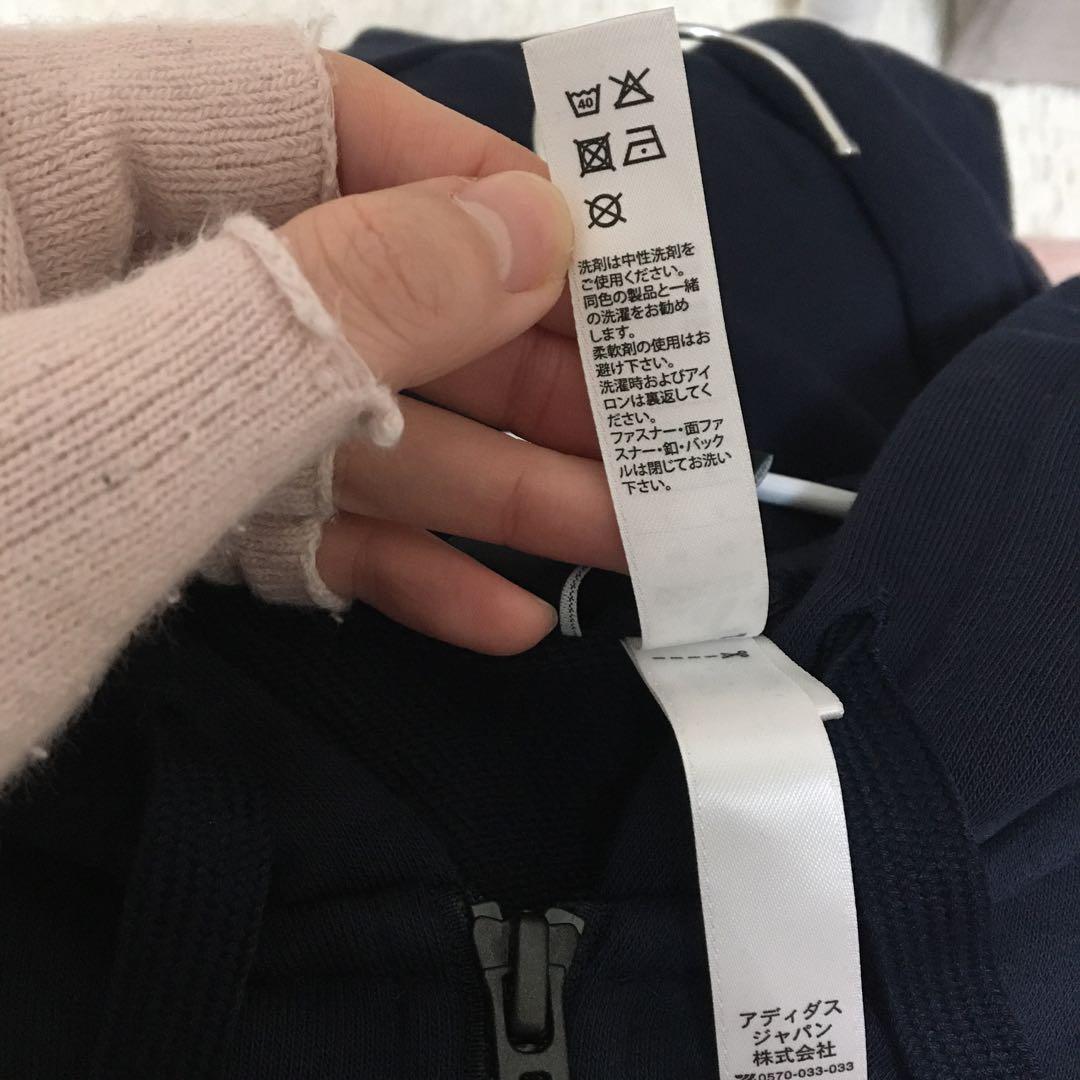 40
洗剤は中性洗剤を
ご使用ください。
同色の製品と一緒
の洗濯をお勧め
します。
柔軟剤の使用はお
避け下さい。
洗濯時およびアイ
ロンは裏返してく
ださい。
ファスナー・面ファ
スナー・釦・バック
ルは閉じてお洗い
下さい。
アディダス
ジャパン
株式会社
0570-033-033